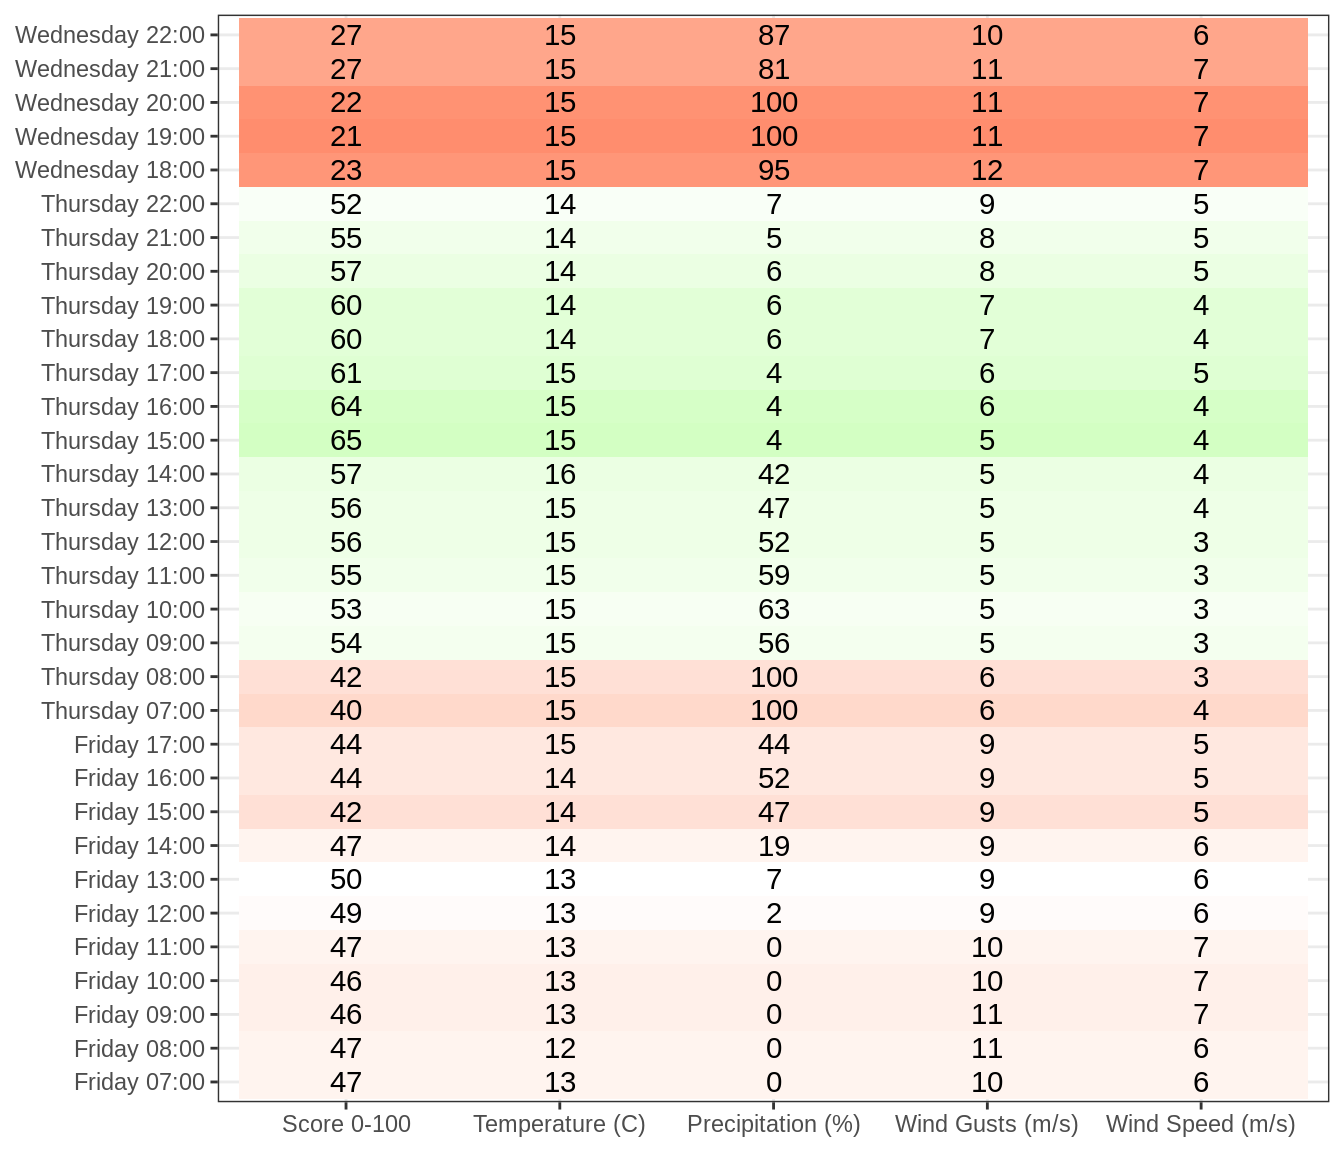 Wednesday 22:00 27 15 87 10 6
Wednesday 21:00 27 15 81 11 7
Wednesday 20:00 22 15 100 11 7
Wednesday 19:00 21 15 100 11 7
Wednesday 18:00 23 15 95 12 7
Thursday 22:00 52 14 7 9 5
Thursday 21:00 55 14 5 8 5
Thursday 20:00 57 14 6 8 5
Thursday 19:00 60 14 6 7 4
Thursday 18:00 60 14 6 7 4
Thursday 17:00 61 15 4 6 5
Thursday 16:00 64 15 4 6 4
Thursday 15:00 65 15 4 5 4
Thursday 14:00 57 16 42 5 4
Thursday 13:00 56 15 47 5 4
Thursday 12:00 56 15 52 5 3
Thursday 11:00 55 15 59 5 3
Thursday 10:00 53 15 63 5 3
Thursday 09:00 54 15 56 5 3
Thursday 08:00 42 15 100 6 3
Thursday 07:00 40 15 100 6 4
Friday 17:00 44 15 44 9 5
Friday 16:00 44 14 52 9 5
Friday 15:00 42 14 47 9 5
Friday 14:00 47 14 19 9 6
Friday 13:00 50 13 7 9 6
Friday 12:00 49 13 2 9 6
Friday 11:00 47 13 0 10 7
Friday 10:00 46 13 0 10 7
Friday 09:00 46 13 0 11 7
Friday 08:00 47 12 0 11 6
Friday 07:00 47 13 0 10 6
Score 0-100 Temperature (C) Precipitation (%) Wind Gusts (m/s) Wind Speed (m/s)